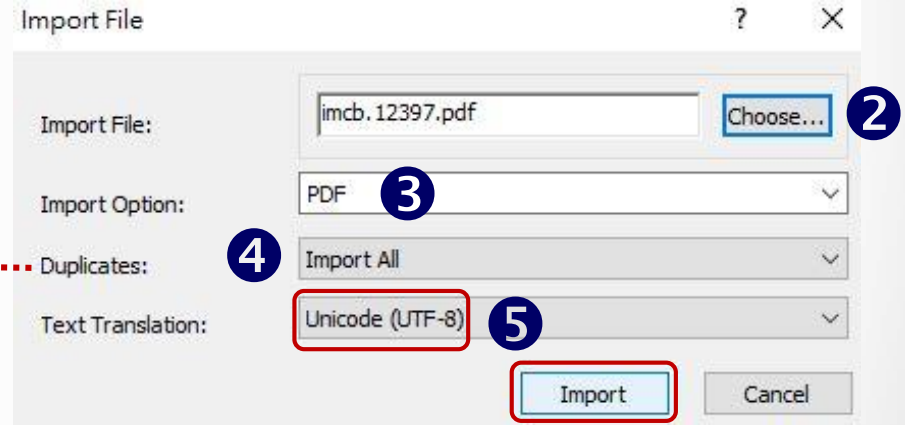 Import File ? ×
Import File: imcb.12397.pdf Choose... 2
Import Option: PDF 3
Duplicates: 4 Import All
Text Translation: Unicode (UTF-8) 5
Import Cancel